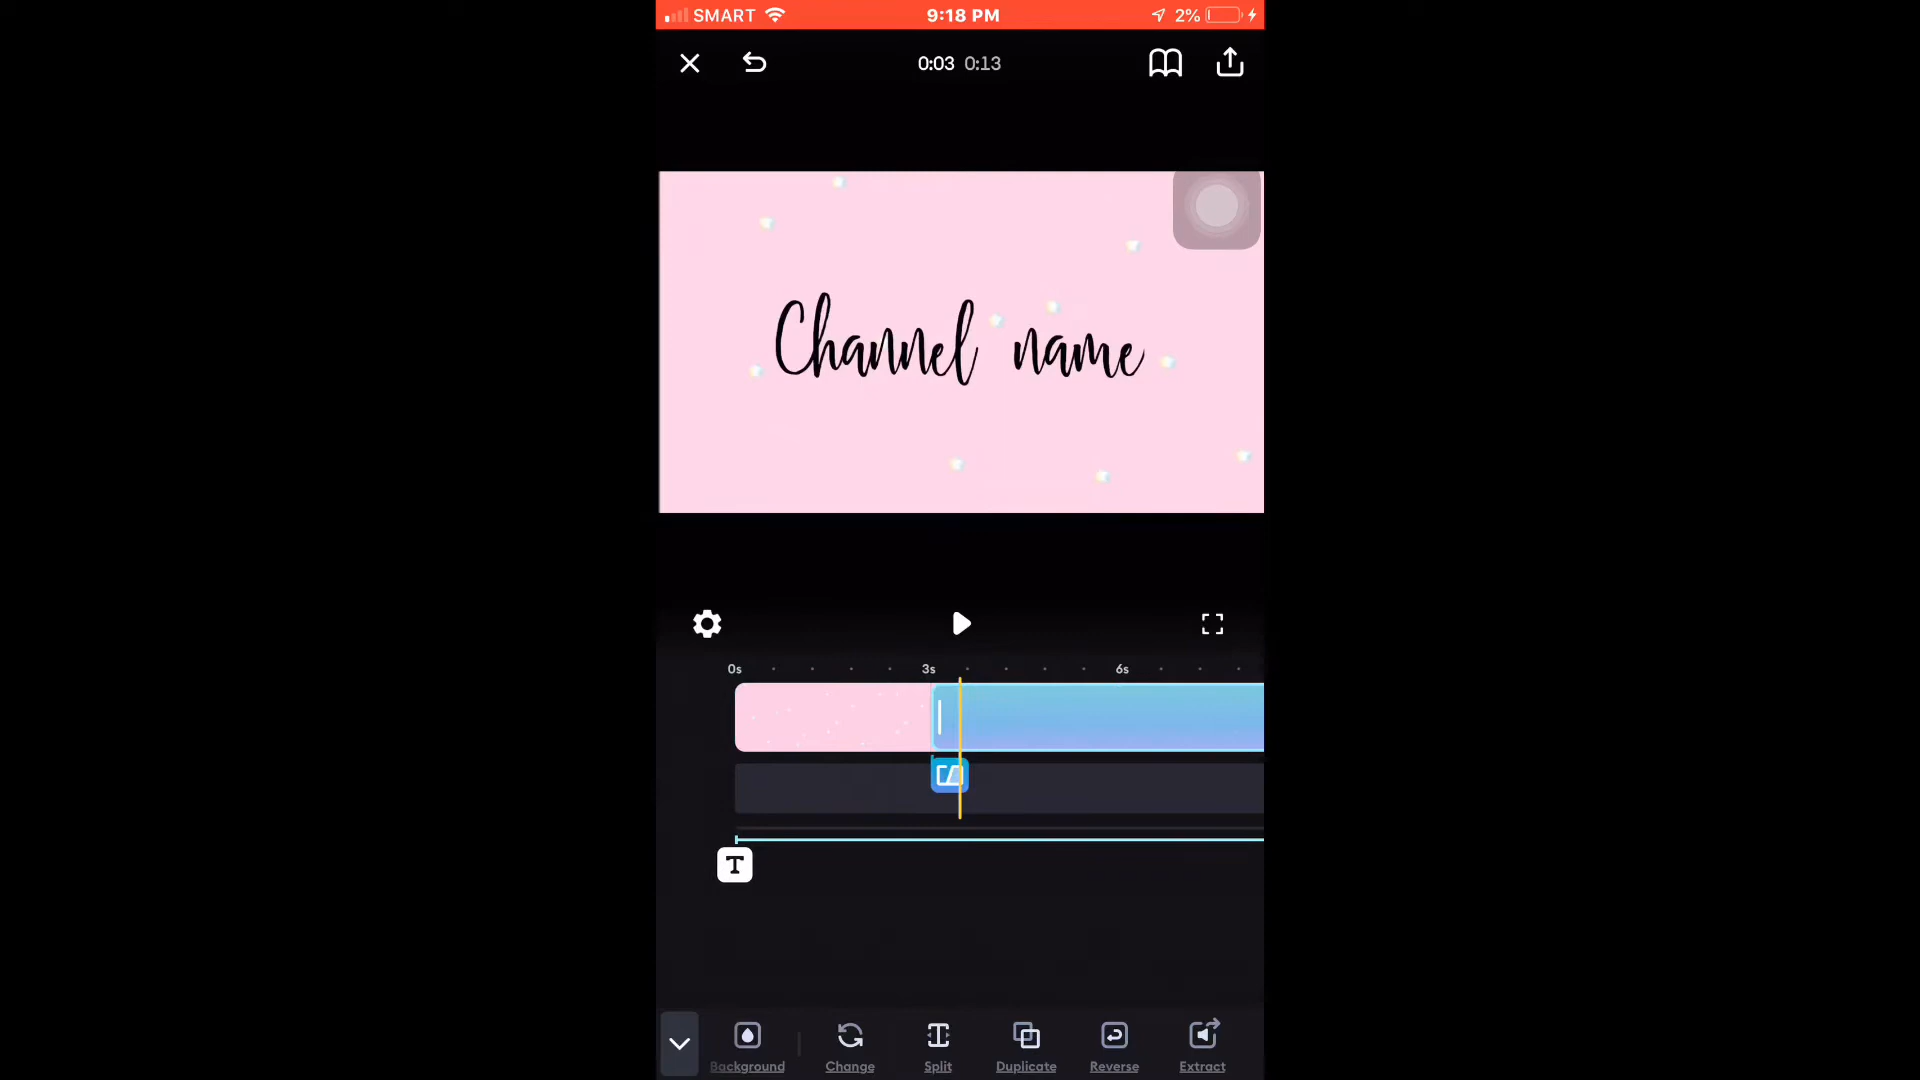 SMART 9:18 PM 2%
0:03 0:13
Channel name
0s 3s 6s
T
Background Change Split Duplicate Reverse Extract